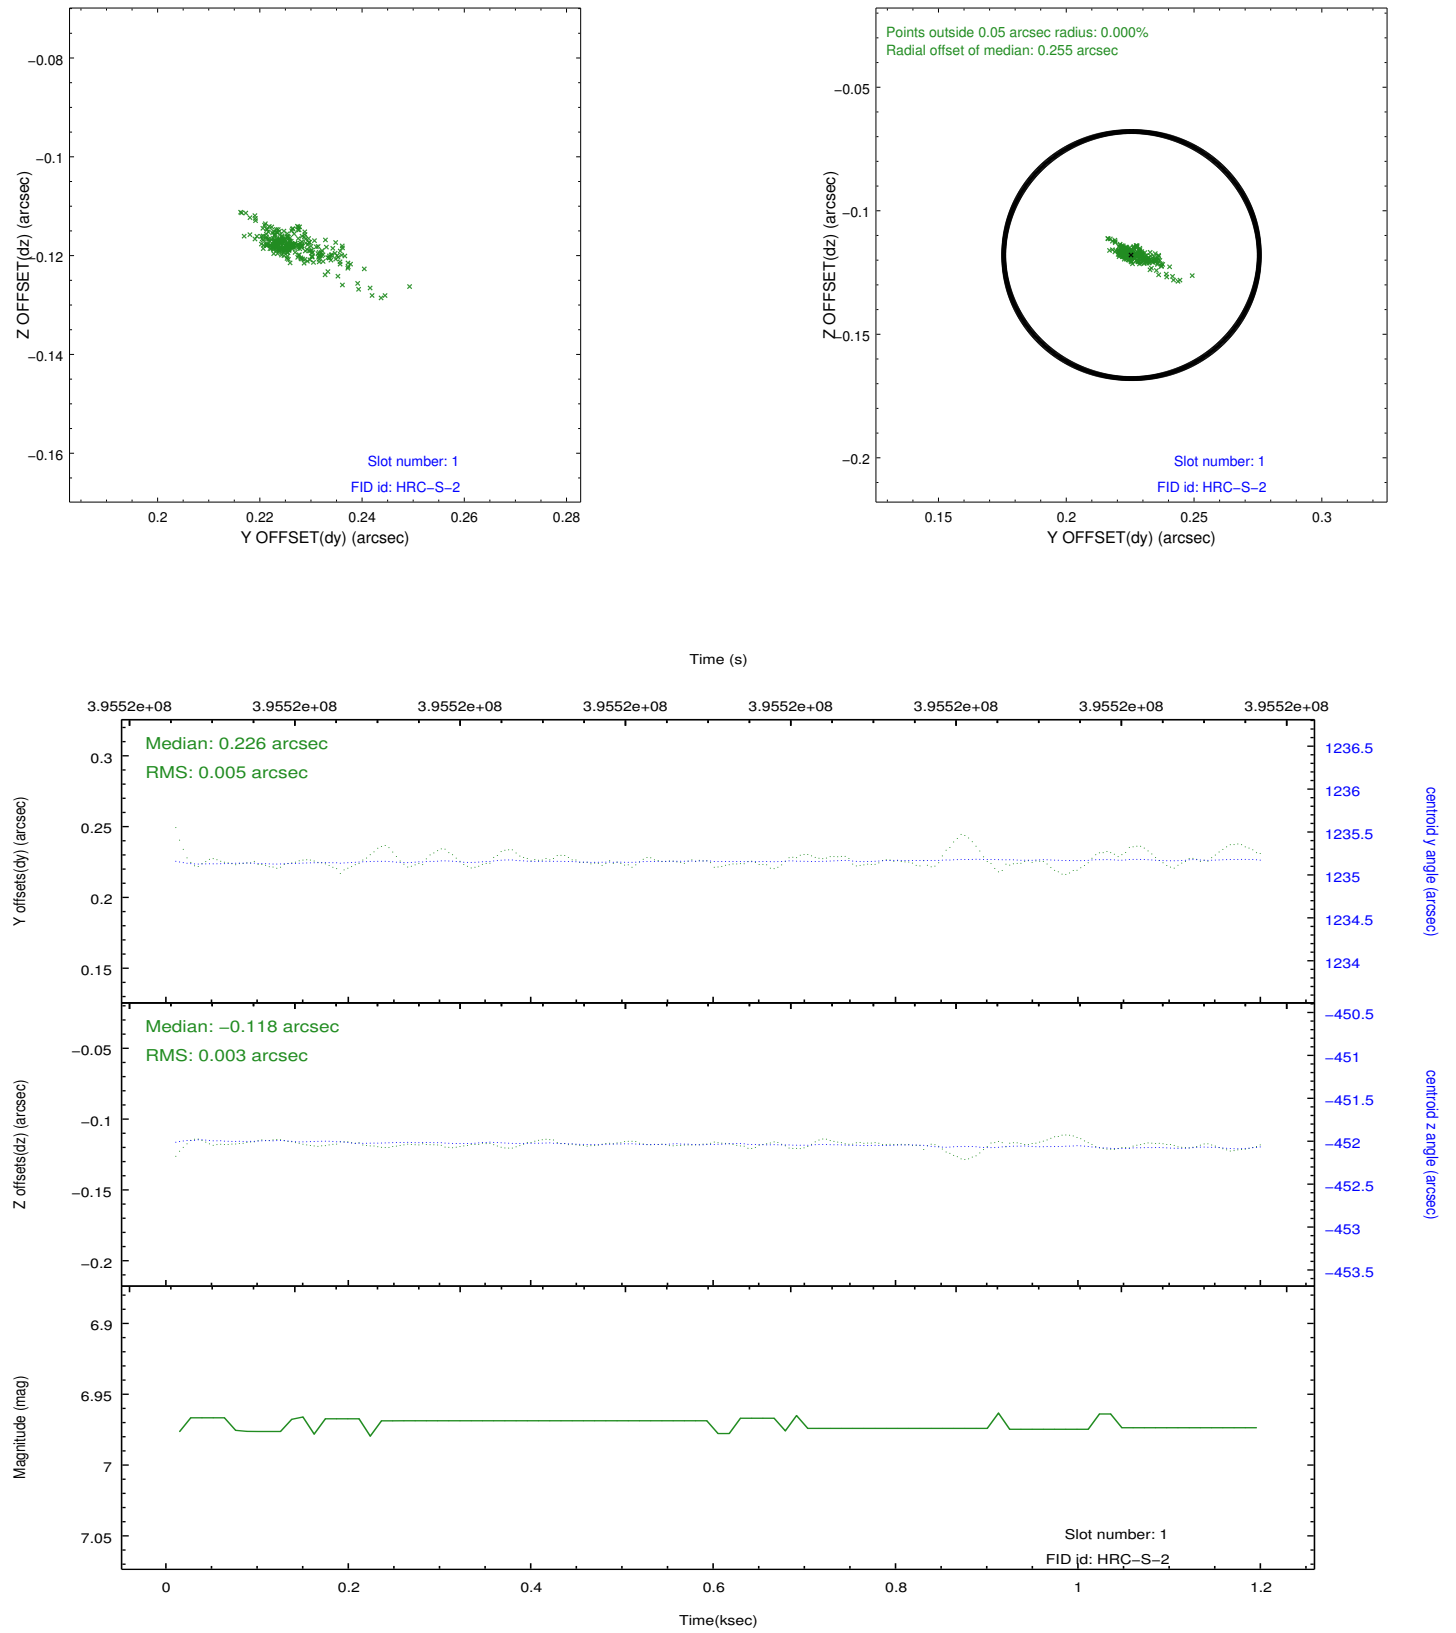 −0.08
−0.1
−0.12
−0.14
−0.16
Z OFFSET(dz) (arcsec)
Slot number: 1
FID id: HRC−S−2
0.2 0.22 0.24 0.26 0.28
Y OFFSET(dy) (arcsec)
Points outside 0.05 arcsec radius: 0.000%
Radial offset of median: 0.255 arcsec
−0.05
−0.1
−0.15
−0.2
Z OFFSET(dz) (arcsec)
Slot number: 1
FID id: HRC−S−2
0.15 0.2 0.25 0.3
Y OFFSET(dy) (arcsec)
Time (s)
3.9552e+08 3.9552e+08 3.9552e+08 3.9552e+08 3.9552e+08 3.9552e+08 3.9552e+08 3.9552e+08
Median: 0.226 arcsec
RMS: 0.005 arcsec
0.3
0.25
0.2
0.15
Y offsets(dy) (arcsec)
1236.5
1236
1235.5
1235
1234.5
1234
centroid y angle (arcsec)
Median: −0.118 arcsec
RMS: 0.003 arcsec
−0.05
−0.1
−0.15
−0.2
Z offsets(dz) (arcsec)
−450.5
−451
−451.5
−452
−452.5
−453
−453.5
centroid z angle (arcsec)
6.9
6.95
7
7.05
Magnitude (mag)
Slot number: 1
FID id: HRC−S−2
0 0.2 0.4 0.6 0.8 1 1.2
Time(ksec)